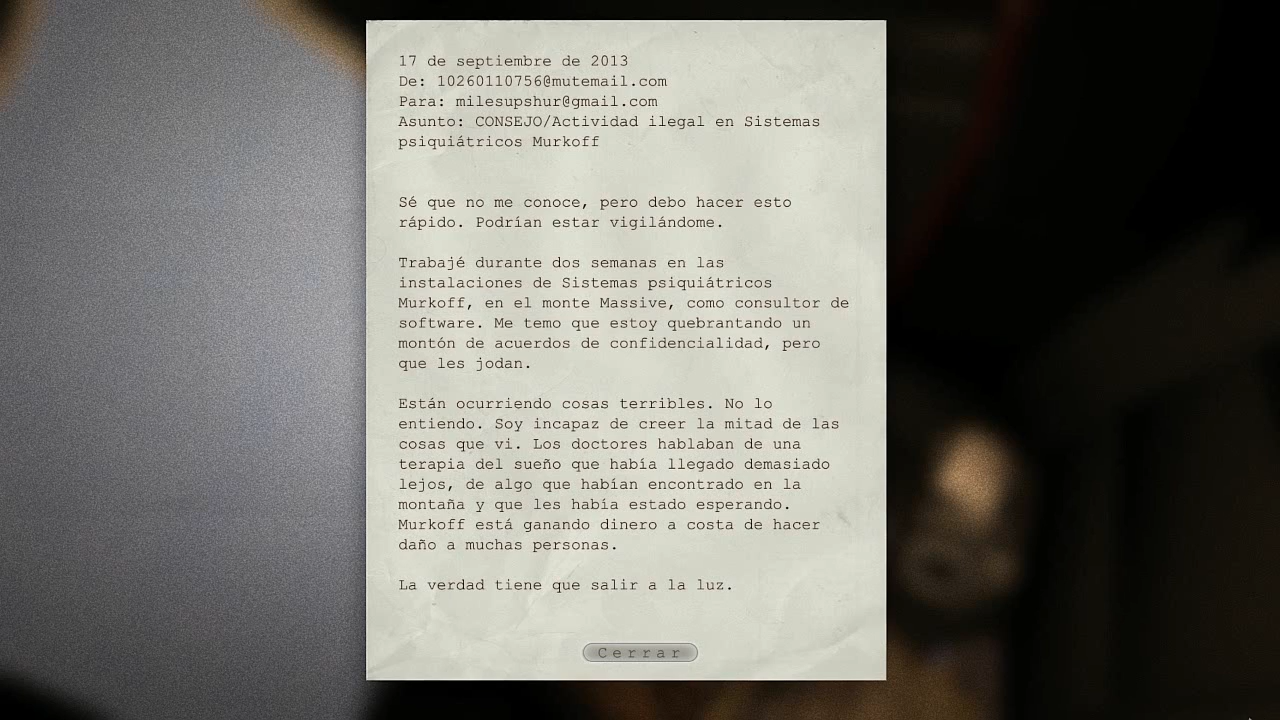 17 de septiembre de 2013
De: 10260110756@mutemail.com
Para: milesupshur@gmail.com
Asunto: CONSEJO/Actividad ilegal en Sistemas
psiquiátricos Murkoff
Sé que no me conoce, pero debo hacer esto
rápido. Podrían estar vigilándome.
Trabajé durante dos semanas en las
instalaciones de Sistemas psiquiátricos
Murkoff, en el monte Massive, como consultor de
software. Me temo que estoy quebrantando un
montón de acuerdos de confidencialidad, pero
que les jodan.
Están ocurriendo cosas terribles. No lo
entiendo. Soy incapaz de creer la mitad de las
cosas que vi. Los doctores hablaban de una
terapia del sueño que había llegado demasiado
lejos, de algo que habían encontrado en la
montaña y que les había estado esperando.
Murkoff está ganando dinero a costa de hacer
daño a muchas personas.
La verdad tiene que salir a la luz.
Cerrar